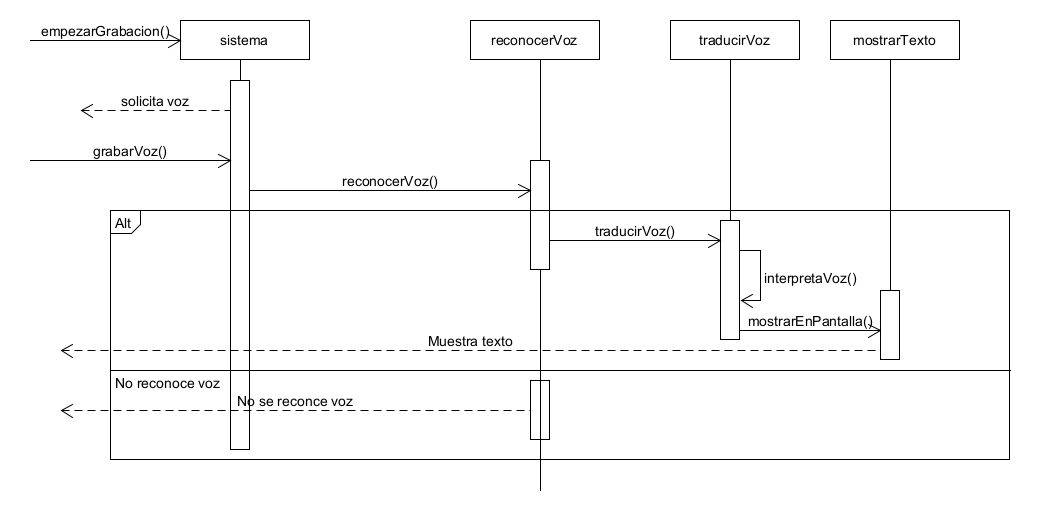 empezarGrabacion()
sistema
reconocerVoz
traducirVoz
mostrarTexto
solicita voz
grabarVoz()
reconocerVoz()
Alt
traducirVoz()
interpretaVoz()
mostrarEnPantalla()
Muestra texto
No reconoce voz
No se reconce voz